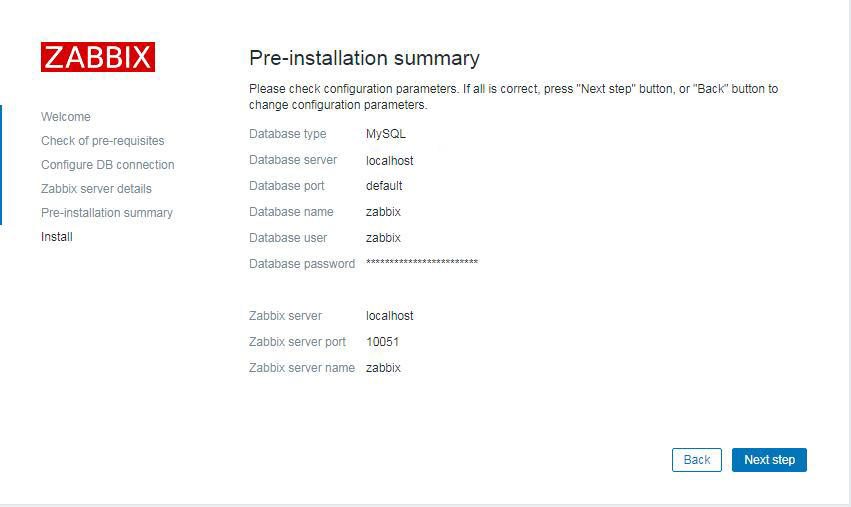 ZABBIX
Welcome
Check of pre-requisites
Configure DB connection
Zabbix server details
Pre-installation summary
Install
Pre-installation summary
Please check configuration parameters. If all is correct, press "Next step" button, or "Back" button to
change configuration parameters.
Database type MySQL
Database server localhost
Database port default
Database name zabbix
Database user zabbix
Database password ************************
Zabbix server localhost
Zabbix server port 10051
Zabbix server name zabbix
Back Next step